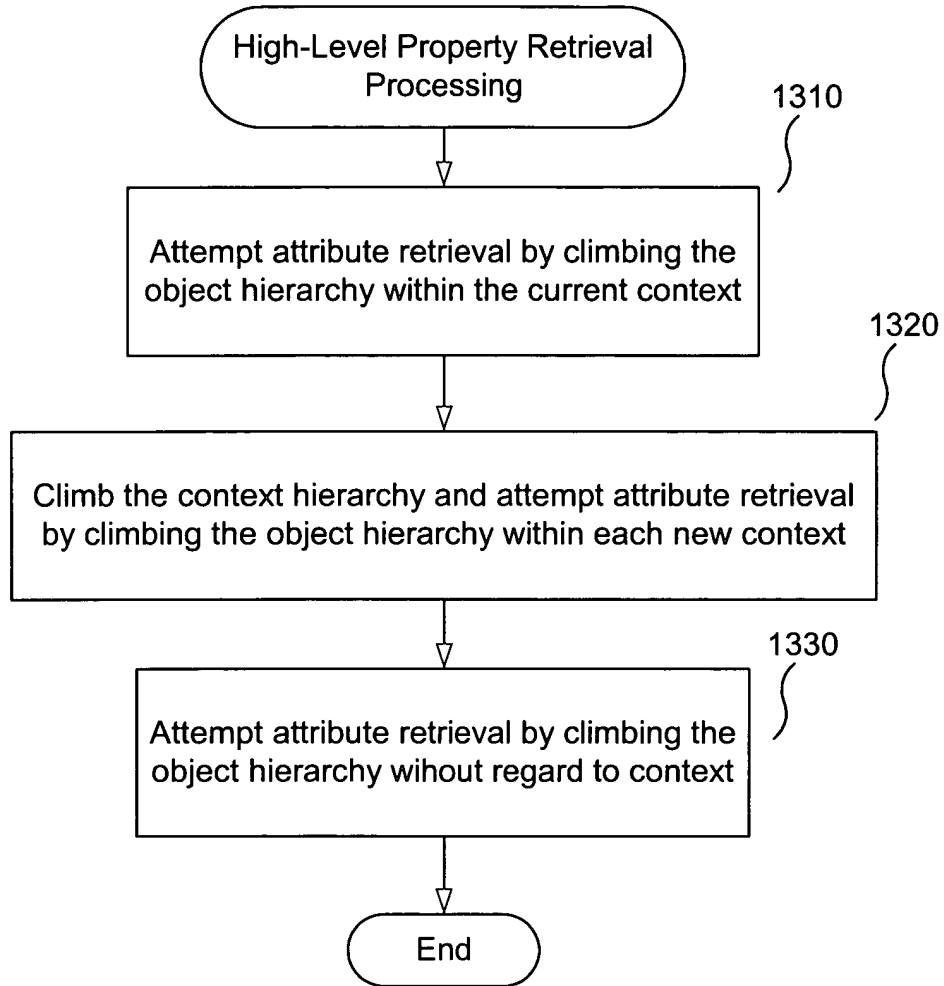 High-Level Property Retrieval
Processing
1310
Attempt attribute retrieval by climbing the
object hierarchy within the current context
1320
Climb the context hierarchy and attempt attribute retrieval
by climbing the object hierarchy within each new context
1330
Attempt attribute retrieval by climbing the
object hierarchy wihout regard to context
End